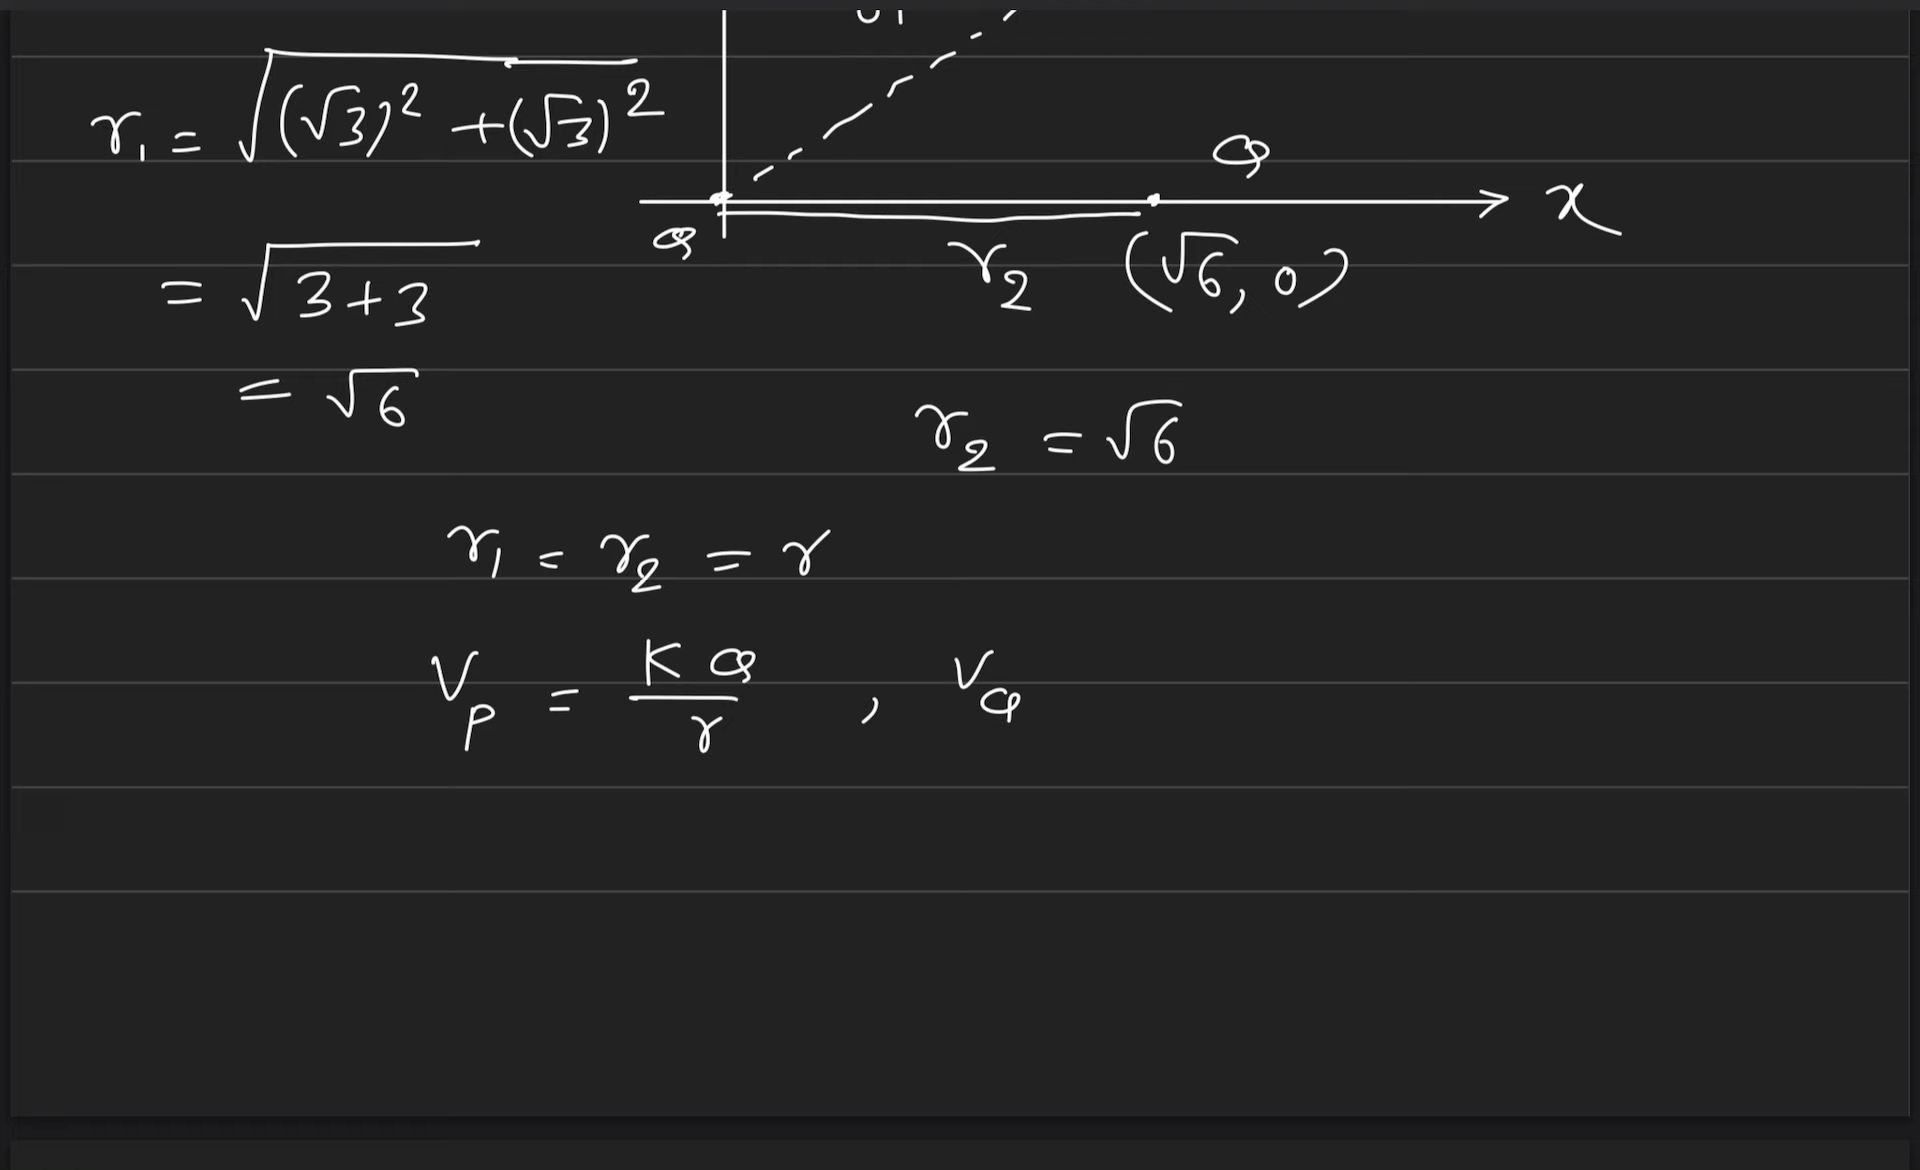 r₁ = √((√3)² + (√3)²)
Q
x
Q
r₂ (√6, 0)
= √(3+3)
= √6
r₂ = √6
r₁ = r₂ = r
V_P = KQ/r , V_Q